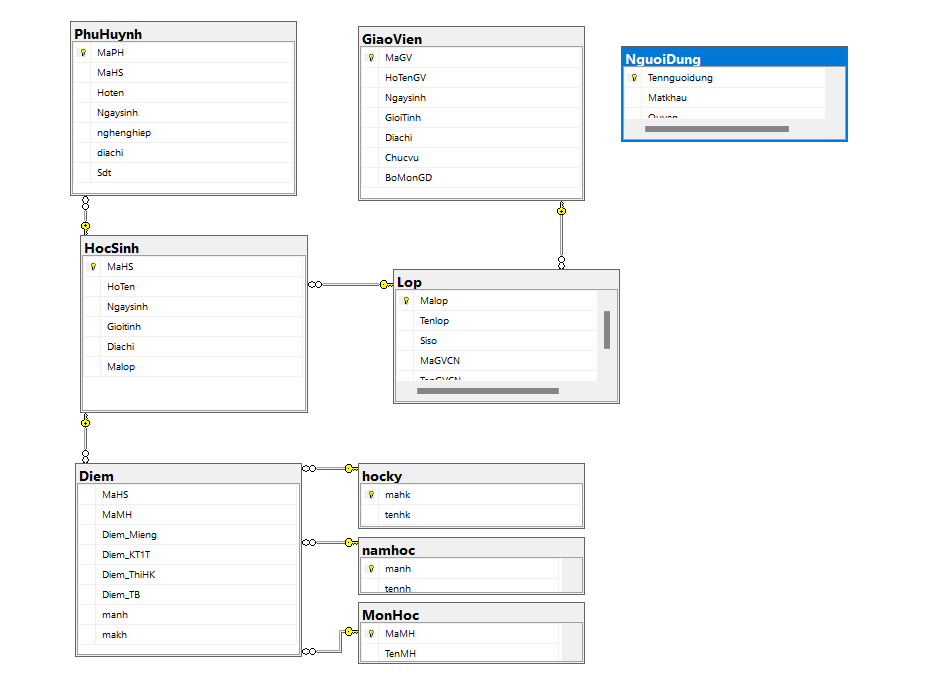 PhuHuynh
MaPH
MaHS
Hoten
Ngaysinh
nghenghiep
diachi
Sdt
GiaoVien
MaGV
HoTenGV
Ngaysinh
GioiTinh
Diachi
Chucvu
BoMonGD
NguoiDung
Tennguoidung
Matkhau
Quyen
HocSinh
MaHS
HoTen
Ngaysinh
Gioitinh
Diachi
Malop
Lop
Malop
Tenlop
Siso
MaGVCN
TenGVCN
Diem
MaHS
MaMH
Diem_Mieng
Diem_KT1T
Diem_ThiHK
Diem_TB
manh
makh
hocky
mahk
tenhk
namhoc
manh
tennh
MonHoc
MaMH
TenMH